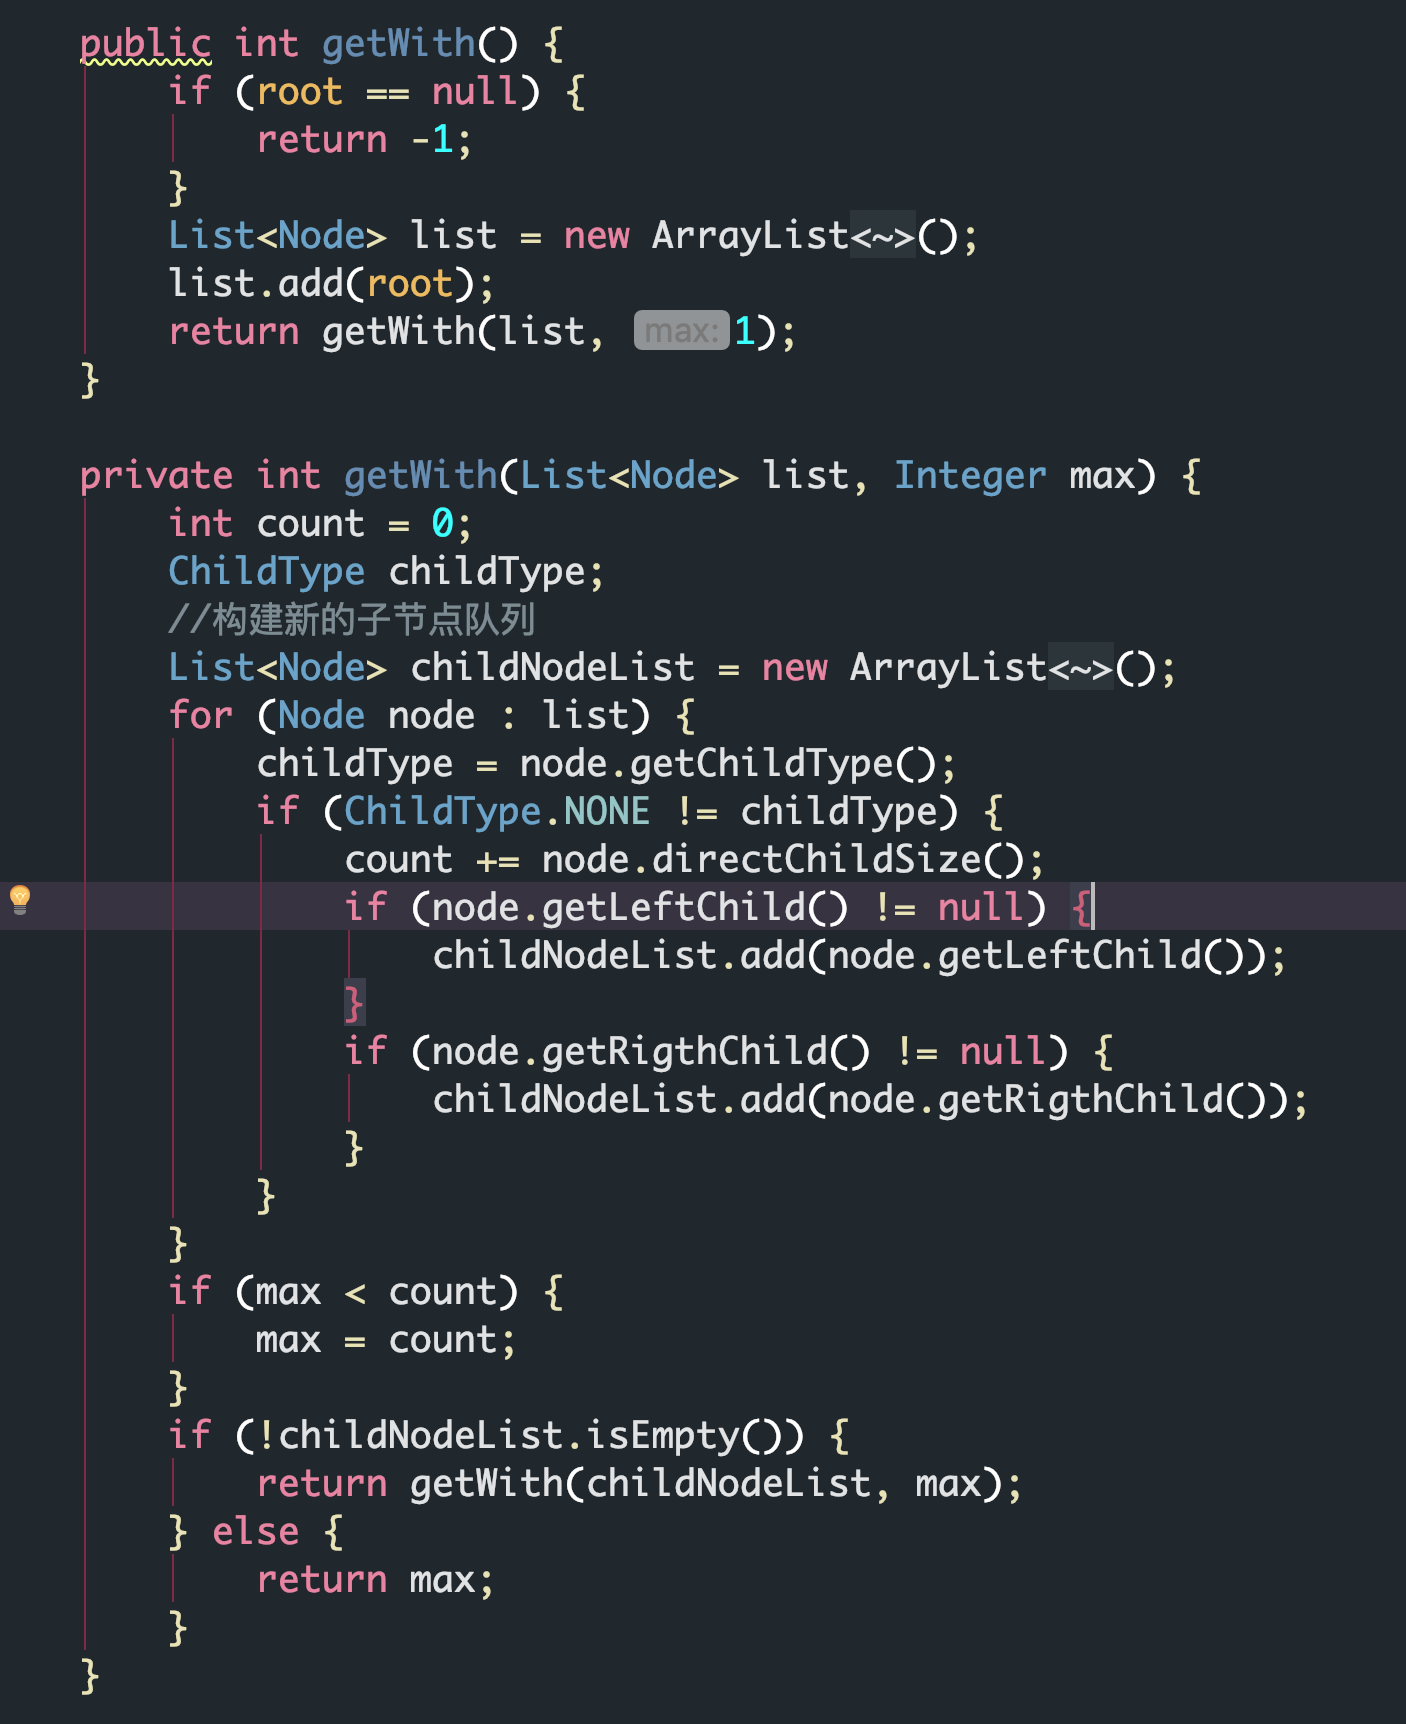 public int getWith() {
    if (root == null) {
        return -1;
    }
    List<Node> list = new ArrayList<~>();
    list.add(root);
    return getWith(list, max: 1);
}

private int getWith(List<Node> list, Integer max) {
    int count = 0;
    ChildType childType;
    //构建新的子节点队列
    List<Node> childNodeList = new ArrayList<~>();
    for (Node node : list) {
        childType = node.getChildType();
        if (ChildType.NONE != childType) {
            count += node.directChildSize();
            if (node.getLeftChild() != null) {
                childNodeList.add(node.getLeftChild());
            }
            if (node.getRigthChild() != null) {
                childNodeList.add(node.getRigthChild());
            }
        }
    }
    if (max < count) {
        max = count;
    }
    if (!childNodeList.isEmpty()) {
        return getWith(childNodeList, max);
    } else {
        return max;
    }
}